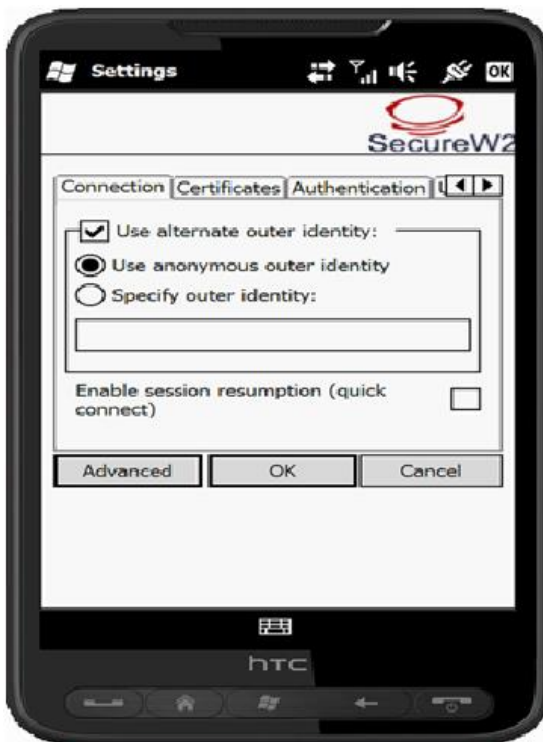 Settings
OK
SecureW2
Connection Certificates Authentication
Use alternate outer identity:
Use anonymous outer identity
Specify outer identity:
Enable session resumption (quick
connect)
Advanced OK Cancel
hTC